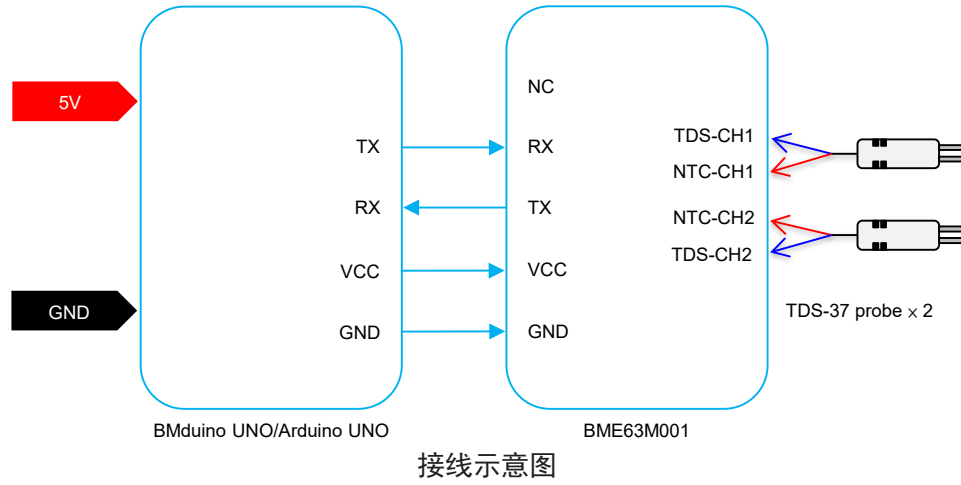 5V
GND
TX
RX
VCC
GND
BMduino UNO/Arduino UNO
NC
RX
TX
VCC
GND
TDS-CH1
NTC-CH1
NTC-CH2
TDS-CH2
BME63M001
TDS-37 probe × 2
接线示意图